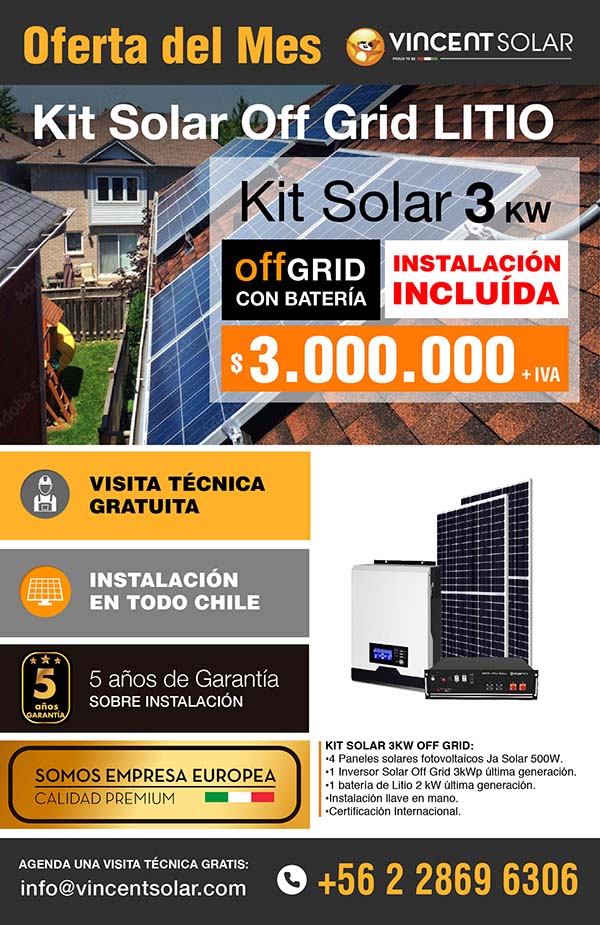 Oferta del Mes
VINCENTSOLAR
PROUD TO BE
Kit Solar Off Grid LITIO
Kit Solar 3 KW
offGRID
CON BATERÍA
INSTALACIÓN
INCLUÍDA
$ 3.000.000 + IVA
VISITA TÉCNICA
GRATUITA
INSTALACIÓN
EN TODO CHILE
5
años
GARANTÍA
5 años de Garantía
SOBRE INSTALACIÓN
SOMOS EMPRESA EUROPEA
CALIDAD PREMIUM
KIT SOLAR 3KW OFF GRID:
•4 Paneles solares fotovoltaicos Ja Solar 500W.
•1 Inversor Solar Off Grid 3kWp última generación.
•1 batería de Litio 2 kW última generación.
•Instalación llave en mano.
•Certificación Internacional.
AGENDA UNA VISITA TÉCNICA GRATIS:
info@vincentsolar.com
+56 2 2869 6306